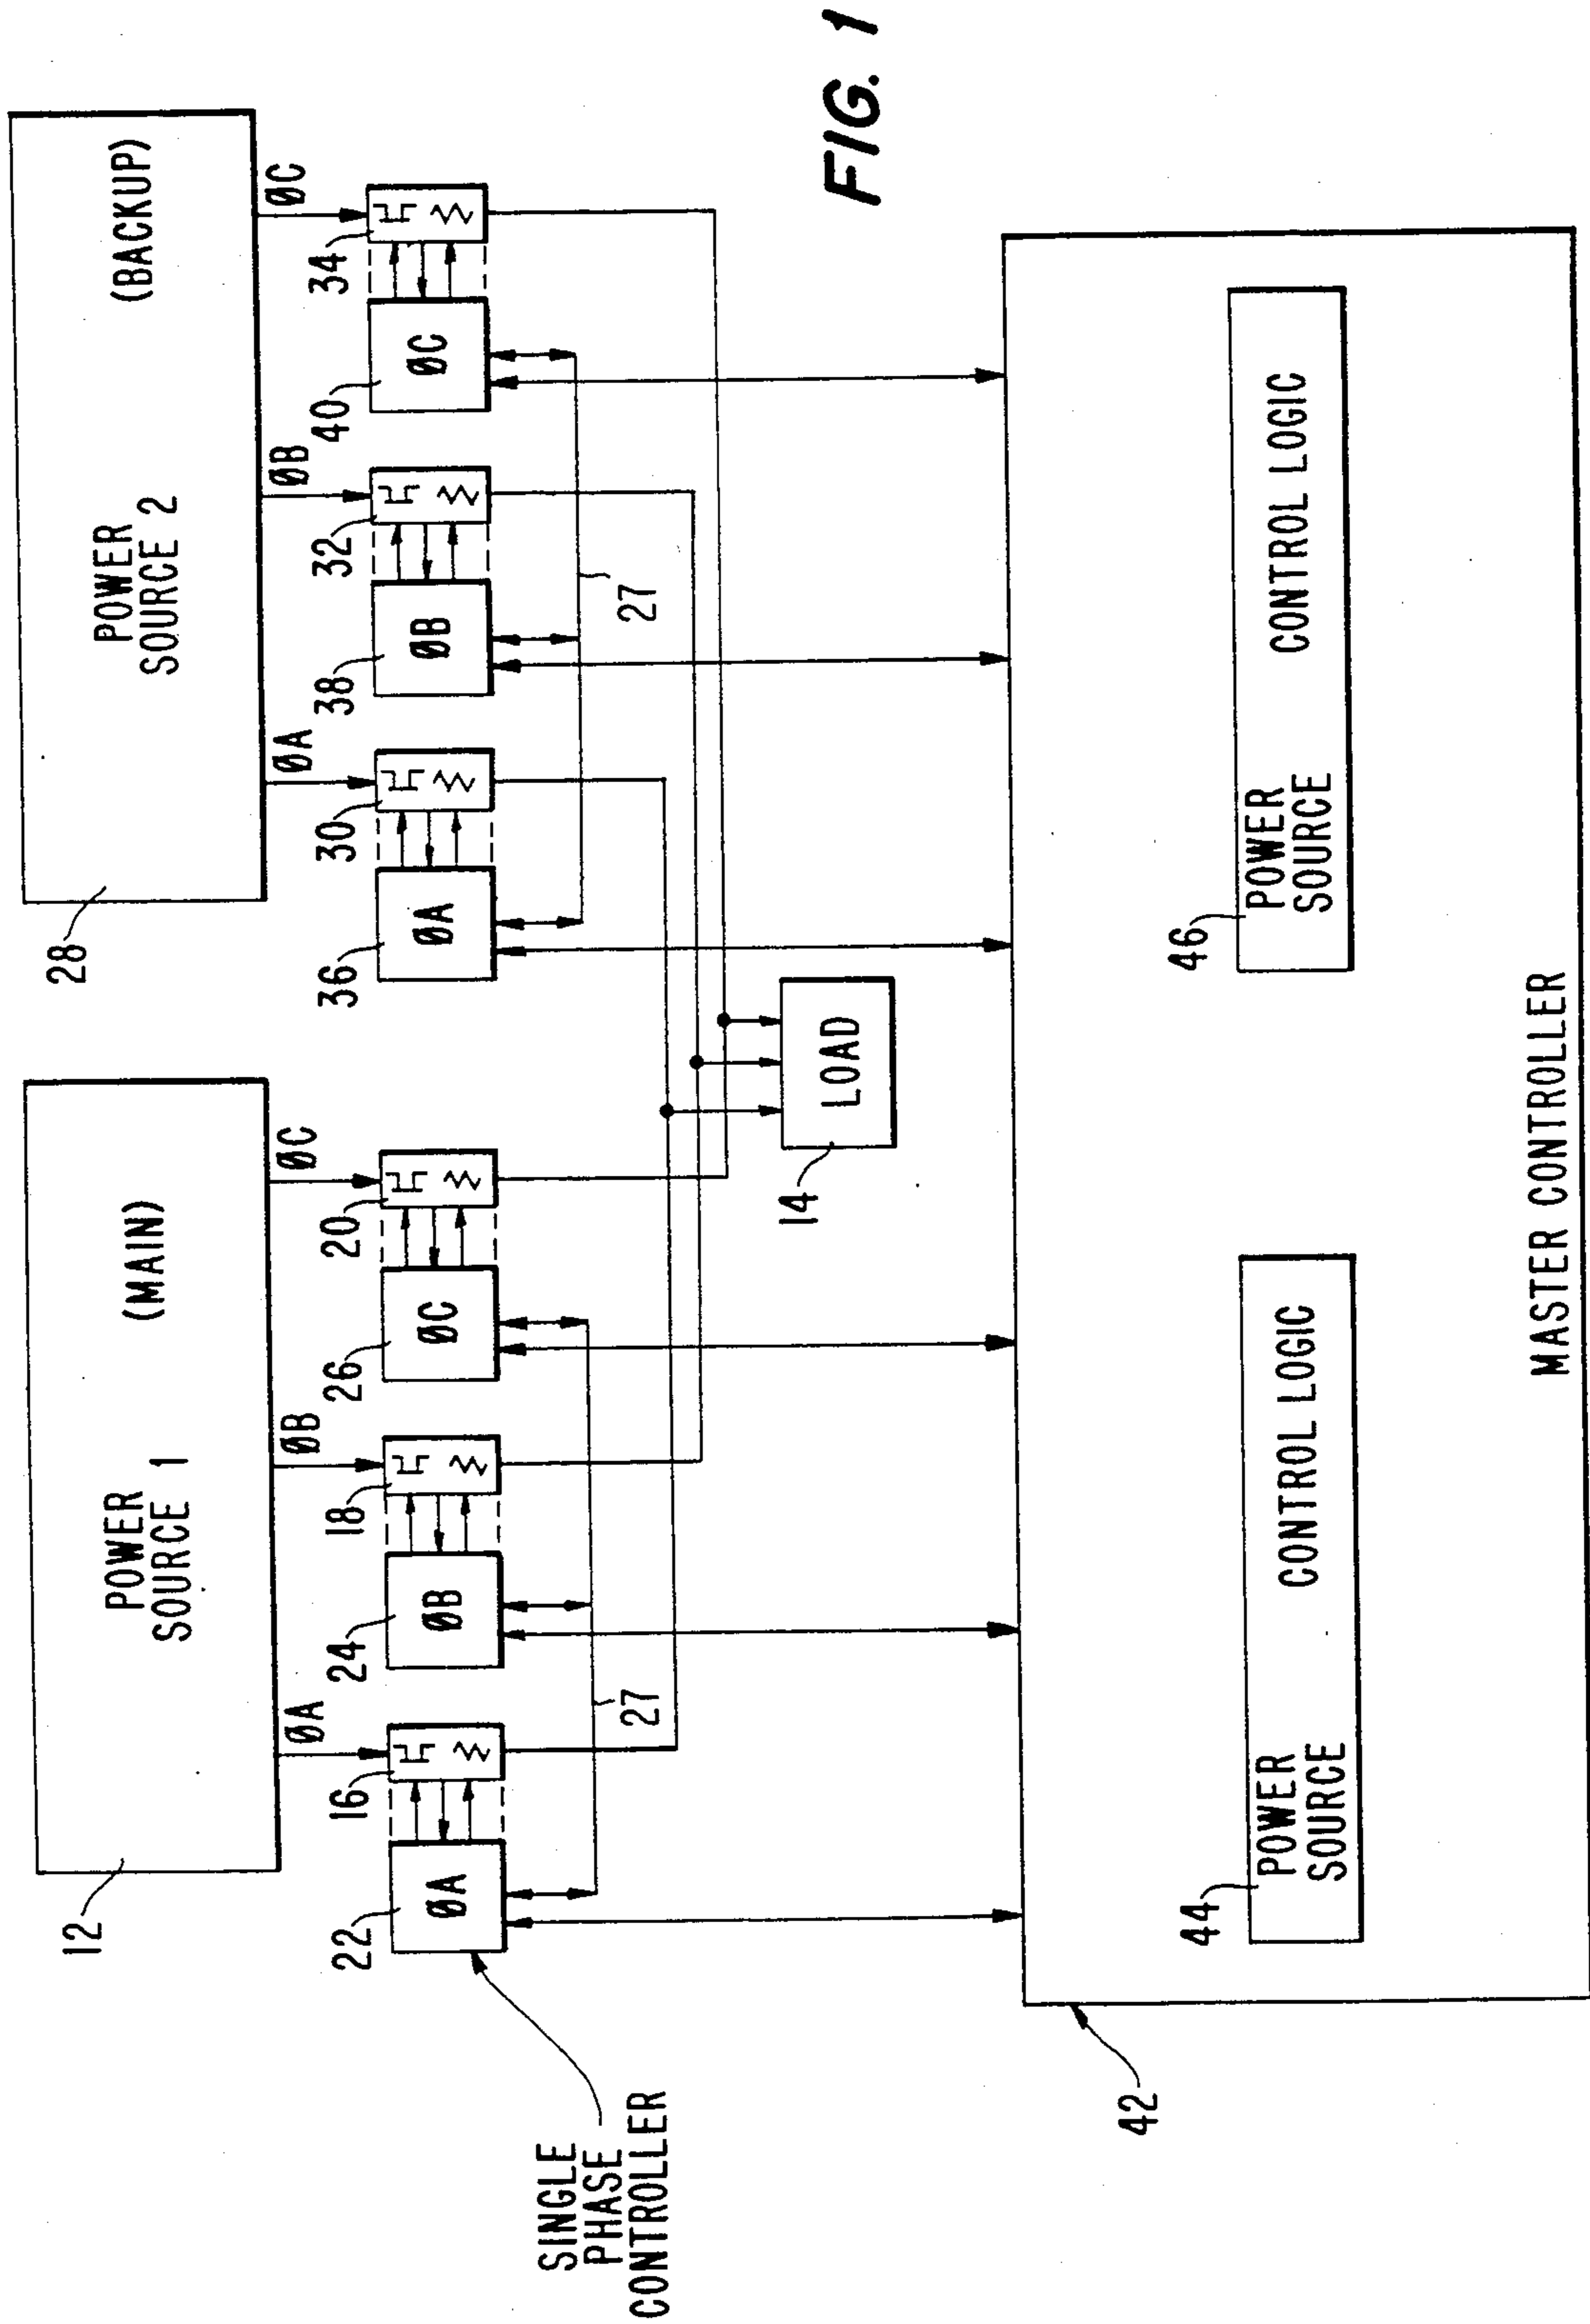 POWER
SOURCE 1
(MAIN)
POWER
SOURCE 2
(BACKUP)
12
28
ØA
ØB
ØC
ØA
ØB
ØC
16
18
20
30
32
34
22
ØA
24
ØB
26
ØC
36
ØA
38
ØB
40
ØC
27
27
SINGLE
PHASE
CONTROLLER
14
LOAD
FIG. 1
42
44
POWER
SOURCE
CONTROL LOGIC
46
POWER
SOURCE
CONTROL LOGIC
MASTER CONTROLLER